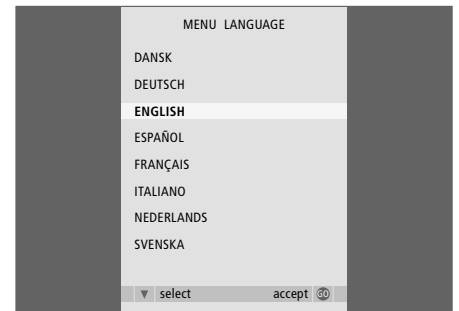 MENU LANGUAGE
DANSK
DEUTSCH
ENGLISH
ESPAÑOL
FRANÇAIS
ITALIANO
NEDERLANDS
SVENSKA
▼ select accept GO